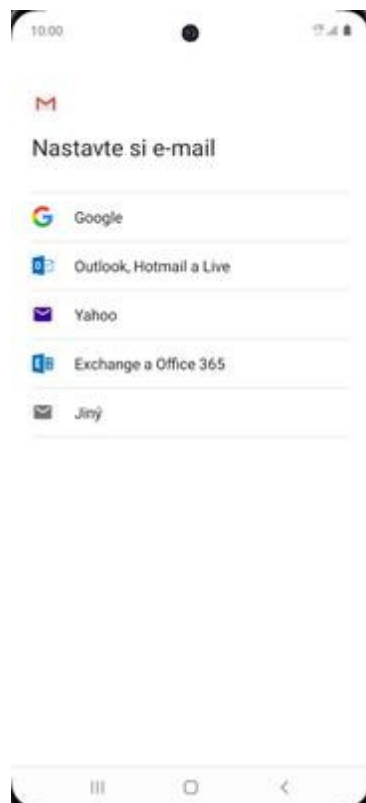 10:00
Nastavte si e-mail
Google
Outlook, Hotmail a Live
Yahoo
Exchange a Office 365
Jiný